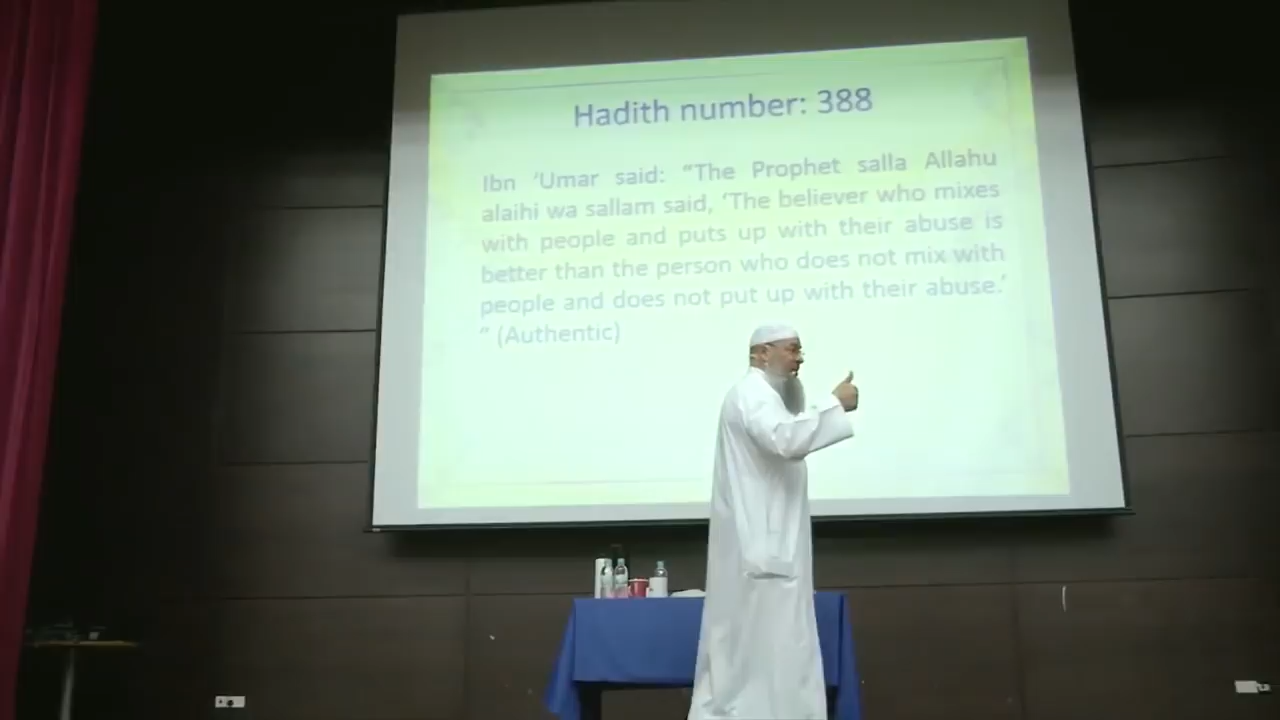 Hadith number: 388
Ibn ‘Umar said: “The Prophet salla Allahu
alaihi wa sallam said, ‘The believer who mixes
with people and puts up with their abuse is
better than the person who does not mix with
people and does not put up with their abuse.’
” (Authentic)